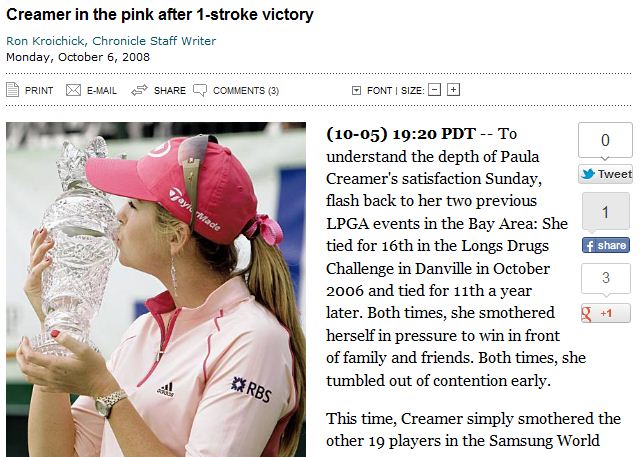 Creamer in the pink after 1-stroke victory
Ron Kroichick, Chronicle Staff Writer
Monday, October 6, 2008
PRINT E-MAIL SHARE COMMENTS (3) FONT | SIZE: − +
TaylorMade
adidas
RBS
(10-05) 19:20 PDT -- To
understand the depth of Paula
Creamer's satisfaction Sunday,
flash back to her two previous
LPGA events in the Bay Area: She
tied for 16th in the Longs Drugs
Challenge in Danville in October
2006 and tied for 11th a year
later. Both times, she smothered
herself in pressure to win in front
of family and friends. Both times, she
tumbled out of contention early.
This time, Creamer simply smothered the
other 19 players in the Samsung World
0
Tweet
1
f share
3
g +1